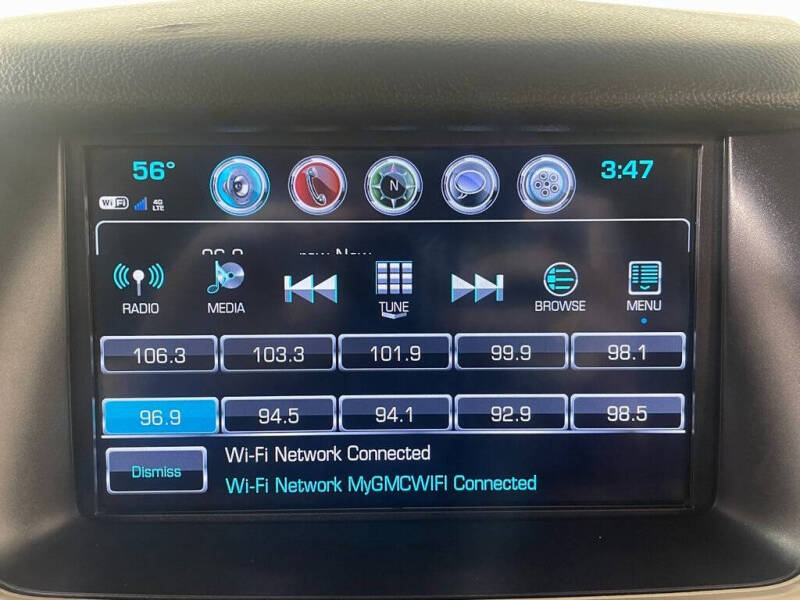 56° 3:47
N
WiFi 4G LTE
RADIO MEDIA TUNE BROWSE MENU
106.3 103.3 101.9 99.9 98.1
96.9 94.5 94.1 92.9 98.5
Dismiss
Wi-Fi Network Connected
Wi-Fi Network MyGMCWIFI Connected